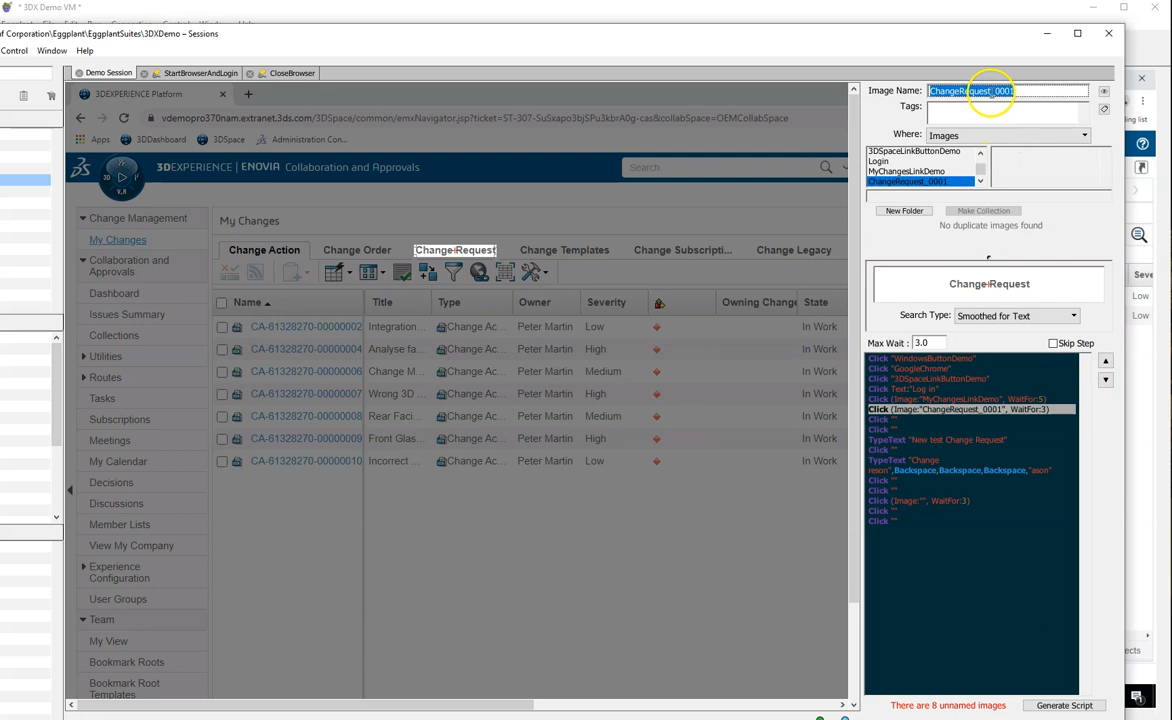 * 3DX Demo VM *
af Corporation\Eggplant\EggplantSuites\3DXDemo – Sessions
Control Window Help
Demo Session StartBrowserAndLogin CloseBrowser
3DEXPERIENCE Platform
vdemopro370nam.extranet.3ds.com/3DSpace/common/emxNavigator.jsp?ticket=ST-307-SuSxapo3bjSPu3kbrA0g-cas&collabSpace=OEMCollabSpace
Apps 3DDashboard 3DSpace Administration Con...
3DEXPERIENCE | ENOVIA Collaboration and Approvals
Search
3D
V,R
Change Management
My Changes
Collaboration and
Approvals
Dashboard
Issues Summary
Collections
Utilities
Routes
Tasks
Subscriptions
Meetings
My Calendar
Decisions
Discussions
Member Lists
View My Company
Experience
Configuration
User Groups
Team
My View
Bookmark Roots
Bookmark Root
Templates
My Changes
Change Action Change Order Change Request Change Templates Change Subscripti... Change Legacy
Name Title Type Owner Severity Owning Change State
CA-61328270-00000002 Integration... Change Ac... Peter Martin Low In Work
CA-61328270-00000004 Analyse fa... Change Ac... Peter Martin High In Work
CA-61328270-00000006 Change M... Change Ac... Peter Martin Medium In Work
CA-61328270-00000007 Wrong 3D ... Change Ac... Peter Martin High In Work
CA-61328270-00000008 Rear Faci... Change Ac... Peter Martin Medium In Work
CA-61328270-00000009 Front Glas... Change Ac... Peter Martin High In Work
CA-61328270-00000010 Incorrect ... Change Ac... Peter Martin Low In Work
Image Name: ChangeRequest_0001
Tags:
Where: Images
3DSpaceLinkButtonDemo
Login
MyChangesLinkDemo
ChangeRequest_0001
New Folder Make Collection
No duplicate images found
Change Request
Search Type: Smoothed for Text
Max Wait : 3.0 Skip Step
Click "WindowsButtonDemo"
Click "GoogleChrome"
Click "3DSpaceLinkButtonDemo"
Click Text:"Log in"
Click (Image:"MyChangesLinkDemo", WaitFor:5)
Click (Image:"ChangeRequest_0001", WaitFor:3)
Click ""
Click ""
TypeText "New test Change Request"
Click ""
TypeText "Change
reson",Backspace,Backspace,Backspace,"ason"
Click ""
Click ""
Click (Image:"", WaitFor:3)
Click ""
Click ""
There are 8 unnamed images Generate Script
ding list
Seve
Low
Low
ects